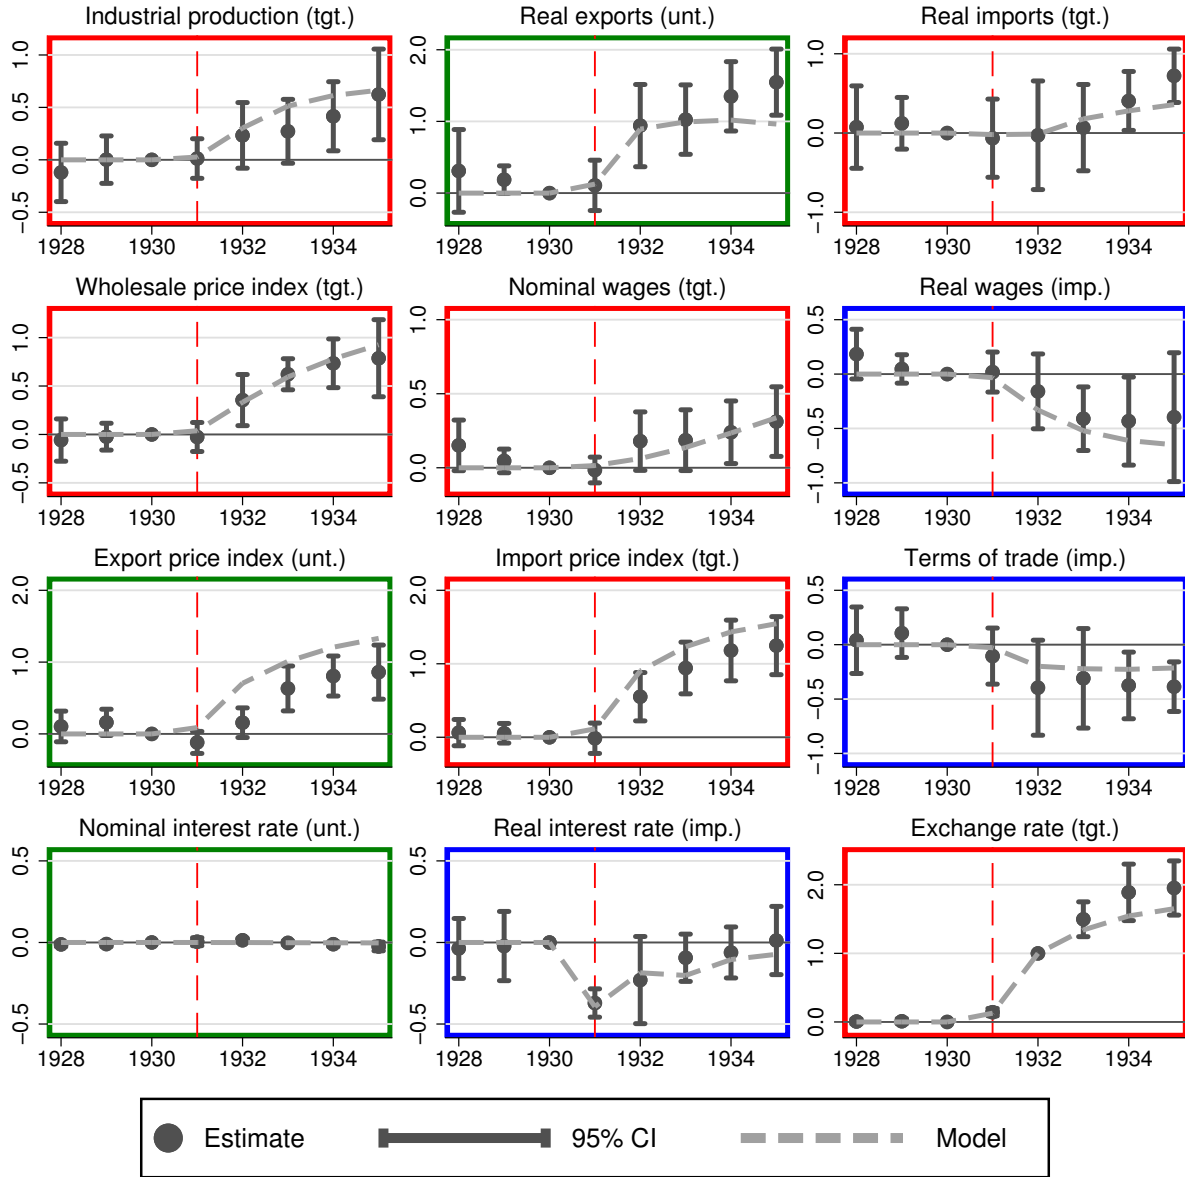 Industrial production (tgt.) Real exports (unt.) Real imports (tgt.)
1.0 0.5 0.0 −0.5 2.0 1.0 0.0 1.0 0.0 −1.0
1928 1930 1932 1934 1928 1930 1932 1934 1928 1930 1932 1934
Wholesale price index (tgt.) Nominal wages (tgt.) Real wages (imp.)
1.0 0.5 0.0 −0.5 1.0 0.5 0.0 0.5 0.0 −0.5 −1.0
1928 1930 1932 1934 1928 1930 1932 1934 1928 1930 1932 1934
Export price index (unt.) Import price index (tgt.) Terms of trade (imp.)
2.0 1.0 0.0 2.0 1.0 0.0 0.5 0.0 −0.5 −1.0
1928 1930 1932 1934 1928 1930 1932 1934 1928 1930 1932 1934
Nominal interest rate (unt.) Real interest rate (imp.) Exchange rate (tgt.)
0.5 0.0 −0.5 0.5 0.0 −0.5 2.0 1.0 0.0
1928 1930 1932 1934 1928 1930 1932 1934 1928 1930 1932 1934
Estimate 95% CI Model